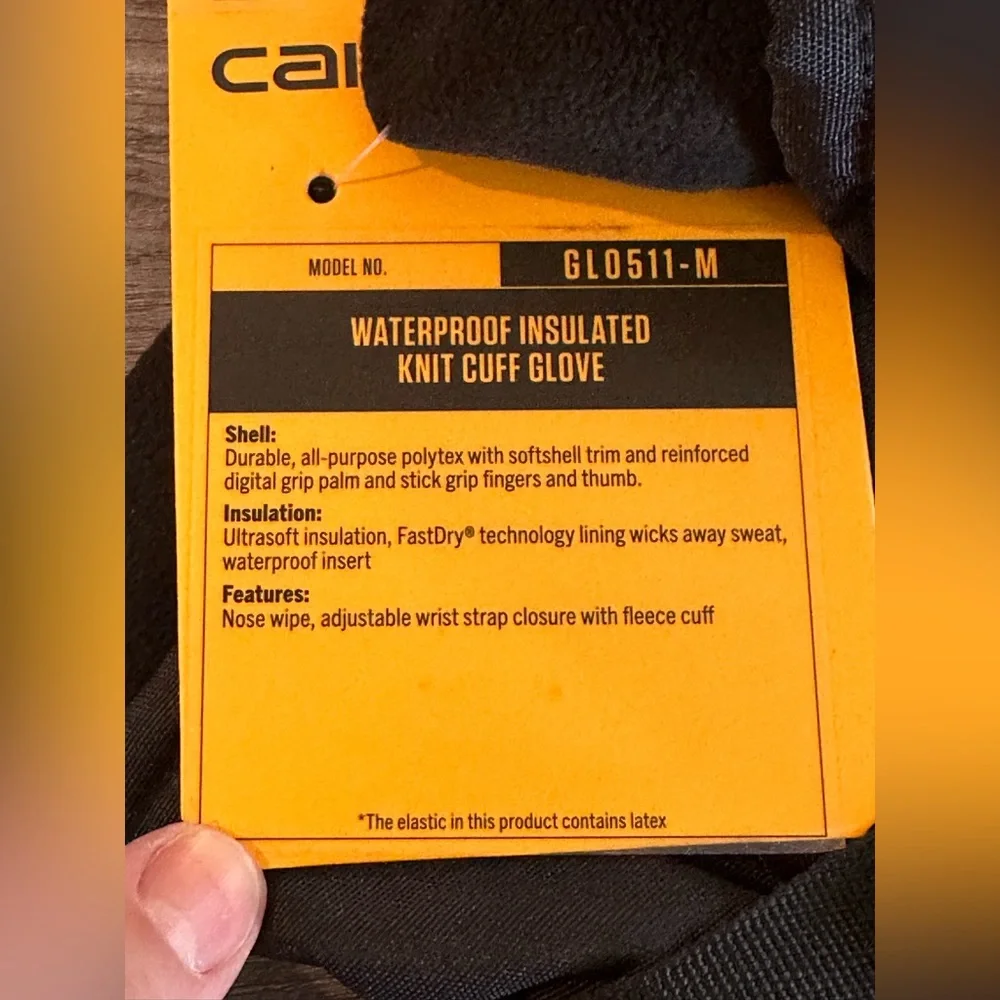 MODEL NO. GL0511-M
WATERPROOF INSULATED
KNIT CUFF GLOVE
Shell:
Durable, all-purpose polytex with softshell trim and reinforced
digital grip palm and stick grip fingers and thumb.
Insulation:
Ultrasoft insulation, FastDry® technology lining wicks away sweat,
waterproof insert
Features:
Nose wipe, adjustable wrist strap closure with fleece cuff
*The elastic in this product contains latex